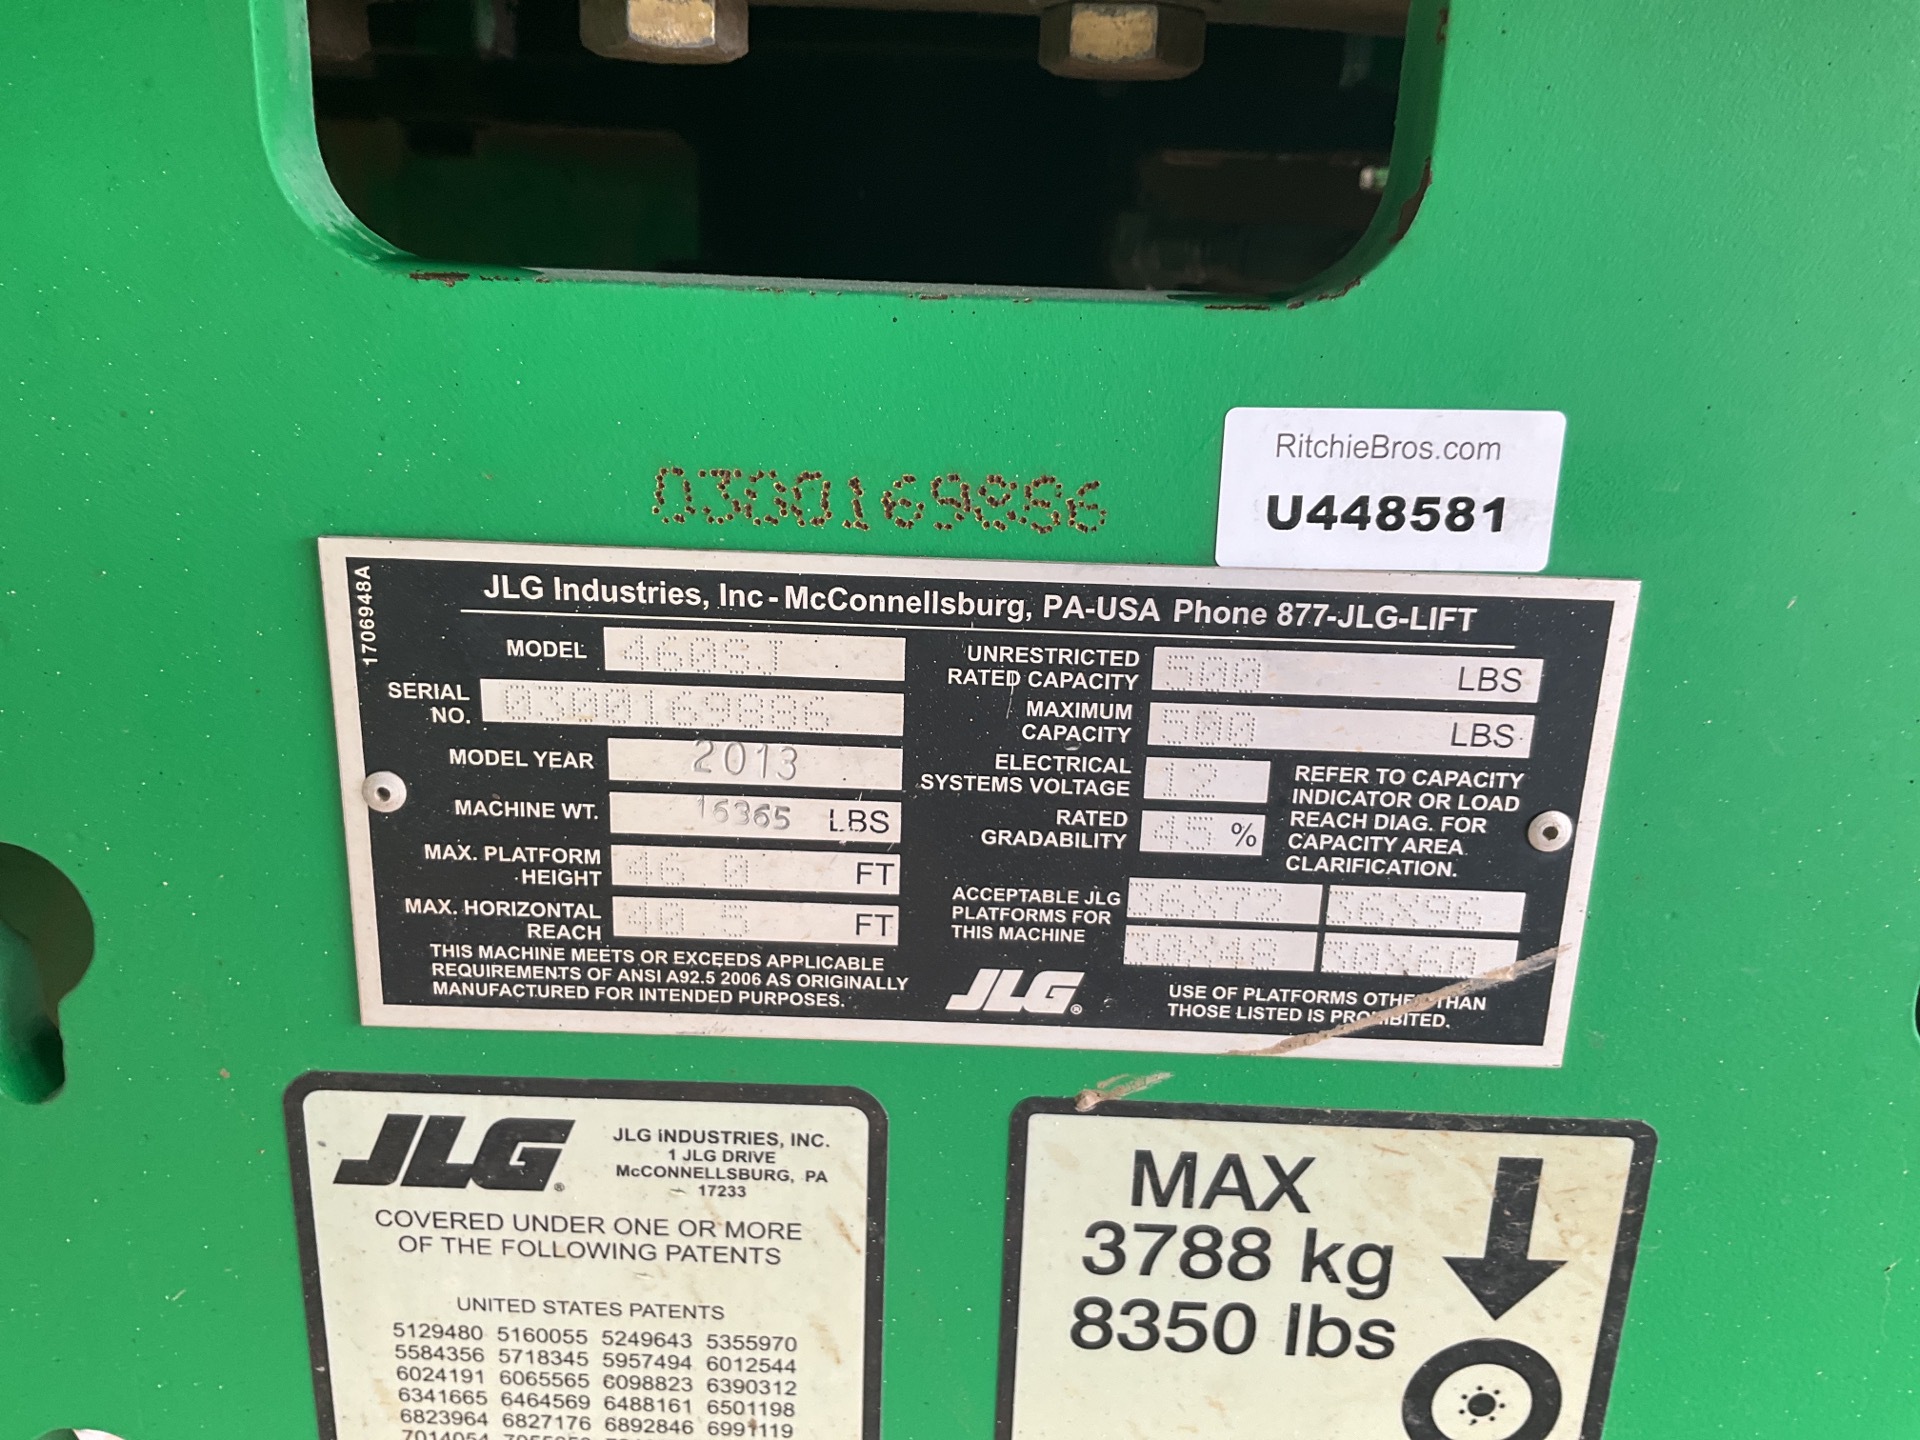 RitchieBros.com
U448581
0300169886
1706948A
JLG Industries, Inc - McConnellsburg, PA-USA Phone 877-JLG-LIFT
MODEL 460SJ
SERIAL NO. 0300169886
MODEL YEAR 2013
MACHINE WT. 16365 LBS
MAX. PLATFORM
HEIGHT 46.0 FT
MAX. HORIZONTAL
REACH 40.5 FT
THIS MACHINE MEETS OR EXCEEDS APPLICABLE
REQUIREMENTS OF ANSI A92.5 2006 AS ORIGINALLY
MANUFACTURED FOR INTENDED PURPOSES.
UNRESTRICTED
RATED CAPACITY 500 LBS
MAXIMUM
CAPACITY 500 LBS
ELECTRICAL
SYSTEMS VOLTAGE 12
RATED
GRADABILITY 45 %
REFER TO CAPACITY
INDICATOR OR LOAD
REACH DIAG. FOR
CAPACITY AREA
CLARIFICATION.
ACCEPTABLE JLG
PLATFORMS FOR
THIS MACHINE
36X72 36X96
30X48 30X60
JLG®
USE OF PLATFORMS OTHER THAN
THOSE LISTED IS PROHIBITED.
JLG®
JLG INDUSTRIES, INC.
1 JLG DRIVE
McCONNELLSBURG, PA
17233
COVERED UNDER ONE OR MORE
OF THE FOLLOWING PATENTS
UNITED STATES PATENTS
5129480 5160055 5249643 5355970
5584356 5718345 5957494 6012544
6024191 6065565 6098823 6390312
6341665 6464569 6488161 6501198
6823964 6827176 6892846 6991119
7014054
MAX
3788 kg
8350 lbs